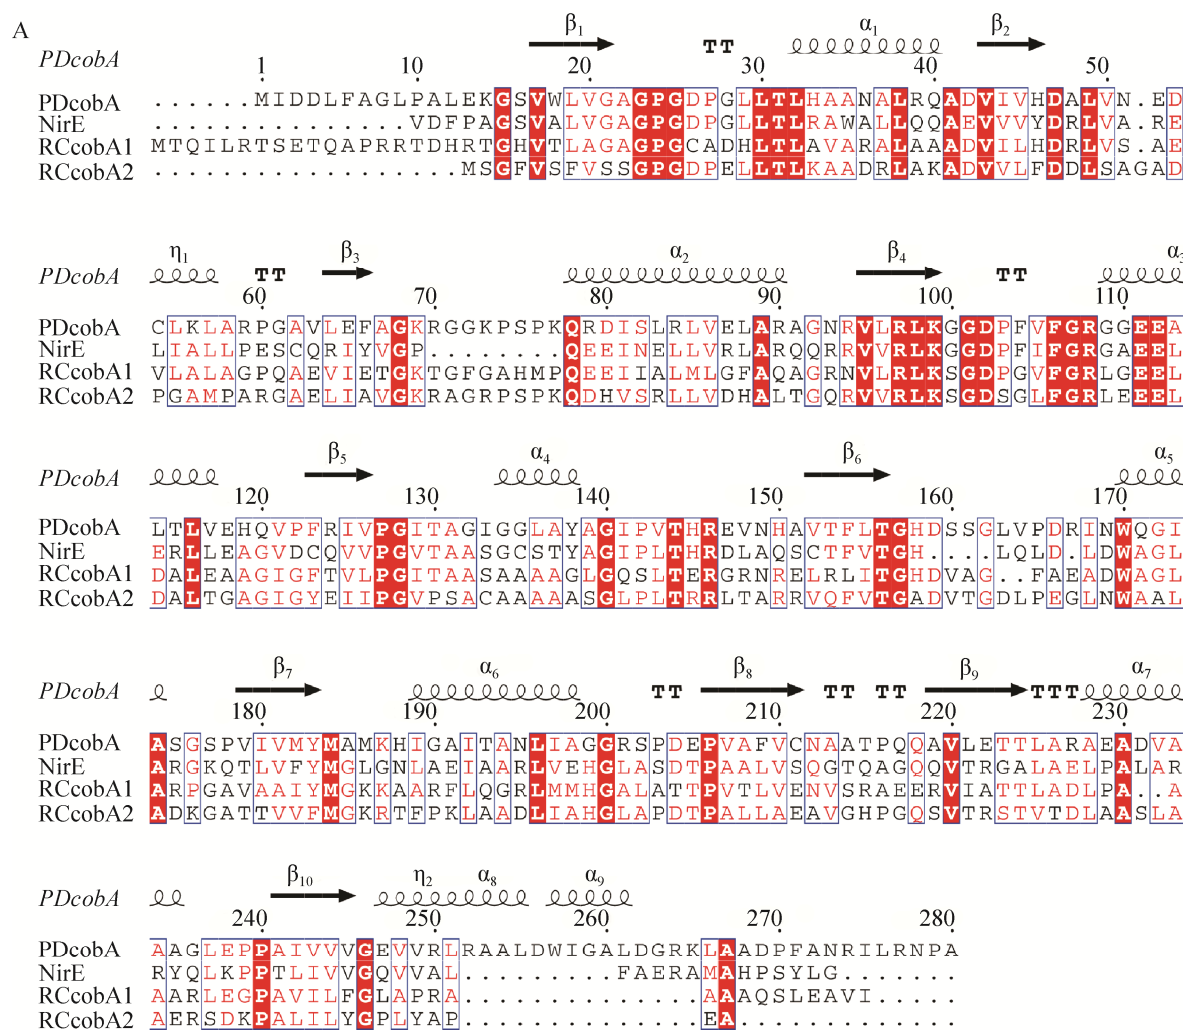 A
β1 TT α1 β2
PDcobA
1 10 20 30 40 50
PDcobA ......MIDDLFAGLPALEKGSVWLVGAGPGDPGLLTLHAANALRQADVIVHDALVN.ED
NirE ...............VDFPAGSVALVGAGPGDPGLLTLRAWALLQQAEVVVYDRLVA.RE
RCcobA1 MTQILRTSETQAPRRTDHRTGHVTLAGAGPGCADHLTLAVARALAAADVILHDRLVS.AE
RCcobA2 ..................MSGFVSFVSSGPGDPELLTLKAADRLAKADVVLFDDLSAGAD
η1 TT β3 α2 β4 TT α3
PDcobA
60 70 80 90 100 110
PDcobA CLKLARPGAVLEFAGKRGGKPSPKQRDISLRLVELARAGNRVLRLKGGDPFVFGRGGEEA
NirE LIALLPESCQRIYVGP........QEEINELLVRLARQQRRVVRLKGGDPFIFGRGAEEL
RCcobA1 VLALAGPQAEVIETGKTGFGAHMPQEEIIALMLGFAQAGRNVLRLKSGDPGVFGRLGEEL
RCcobA2 PGAMPARGAELIAVGKRAGRPSPKQDHVSRLLVDHALTGQRVVRLKSGDSGLFGRLEEEL
β5 α4 β6 α5
PDcobA
120 130 140 150 160 170
PDcobA LTLVEHQVPFRIVPGITAGIGGLAYAGIPVTHREVNHAVTFLTGHDSSGLVPDRINWQGI
NirE ERLLEAGVDCQVVPGVTAASGCSTYAGIPLTHRDLAQSCTFVTGH....LQLD.LDWAGL
RCcobA1 DALEAAGIGFTVLPGITAASAAAAGLGQSLTERGRNRELRLITGHDVAG..FAEADWAGL
RCcobA2 DALTGAGIGYEIIPGVPSACAAAAASGLPLTRRLTARRVQFVTGADVTGDLPEGLNWAAL
β7 α6 TT β8 TT TT β9 TTT α7
PDcobA
180 190 200 210 220 230
PDcobA ASGSPVIVMYMAMKHIGAITANLIAGGRSPDEPVAFVCNAATPQQAVLETTLARAEADVA
NirE ARGKQTLVFYMGLGNLAEIAARLVEHGLASDTPAALVSQGTQAGQQVTRGALAELPALAR
RCcobA1 ARPGAVAAIYMGKKAARFLQGRLMMHGALATTPVTLVENVSRAEERVIATTLADLPA..A
RCcobA2 ADKGATTVVFMGKRTFPKLAADLIAHGLAPDTPALLAEAVGHPGQSVTRSTVTDLAASLA
β10 η2 α8 α9
PDcobA
240 250 260 270 280
PDcobA AAGLEPPAIVVVGEVVRLRAALDWIGALDGRKLAADPFANRILRNPA
NirE RYQLKPPTLIVVGQVVAL.........FAERAMAHPSYLG.......
RCcobA1 AARLEGPAVILFGLAPRA..............AAAQSLEAVI.....
RCcobA2 AERSDKPALILYGPLYAP..............EA.............